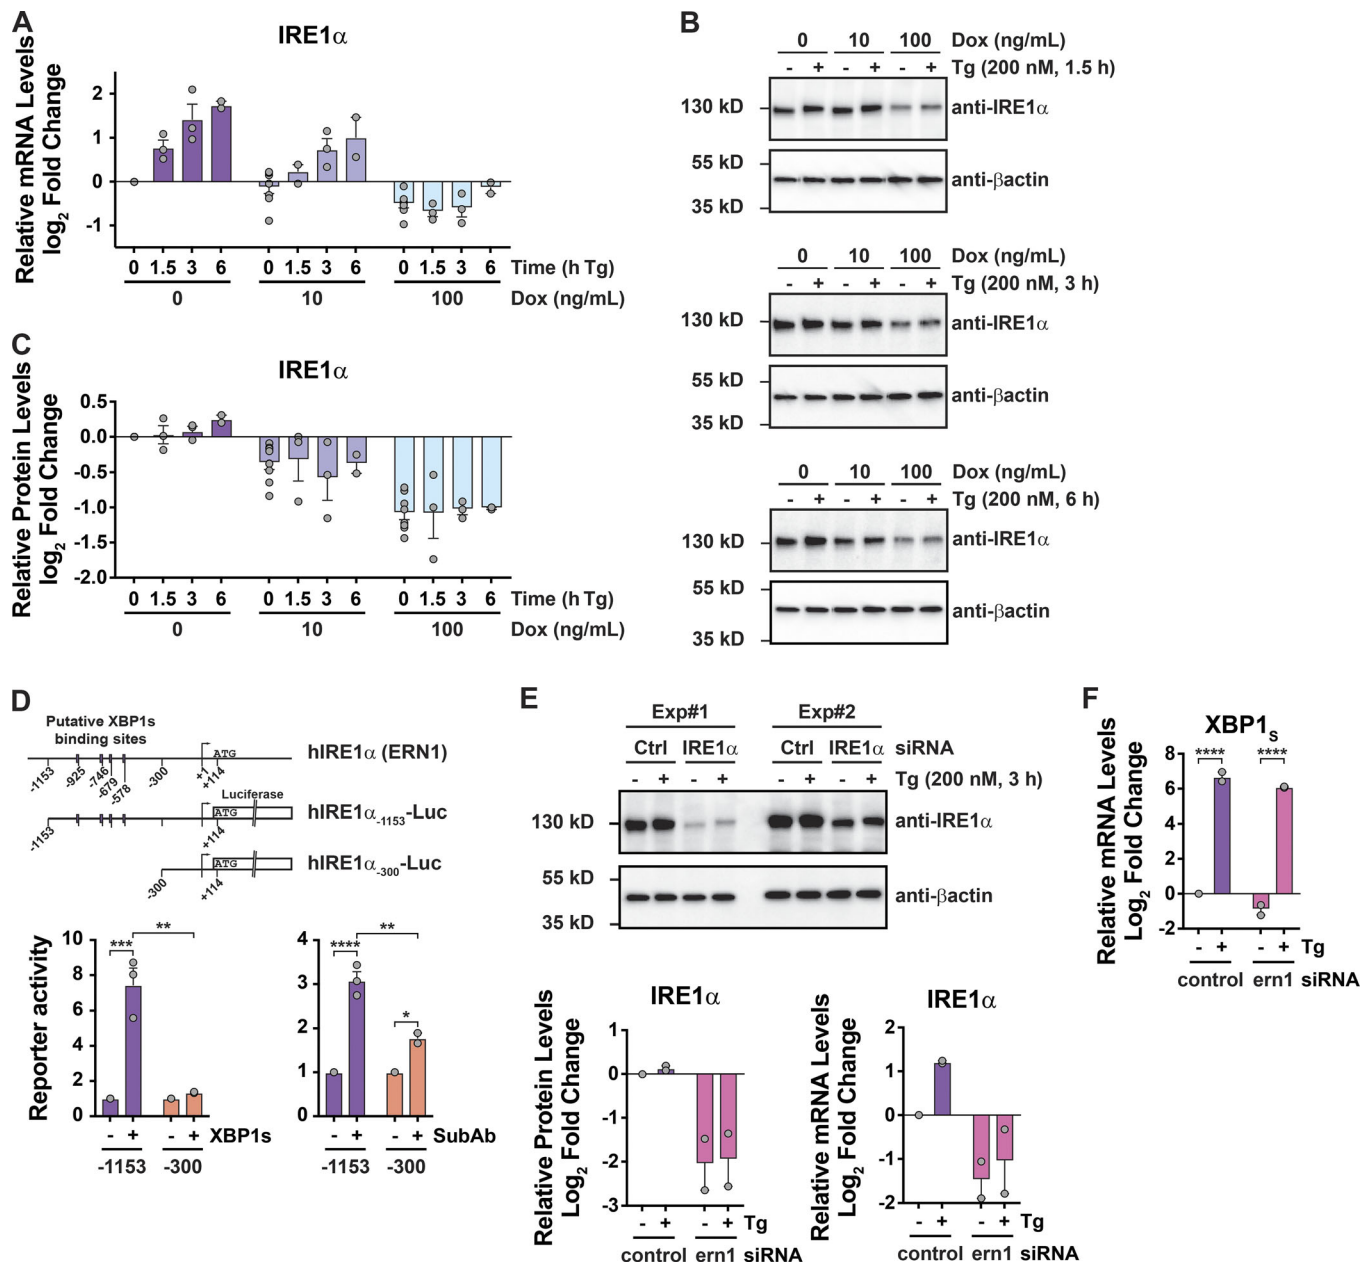 A
IRE1α
Relative mRNA Levels
log2 Fold Change
2
1
0
-1
0 1.5 3 6 0 1.5 3 6 0 1.5 3 6 Time (h Tg)
0 10 100 Dox (ng/mL)
B
0 10 100 Dox (ng/mL)
- + - + - + Tg (200 nM, 1.5 h)
130 kD anti-IRE1α
55 kD
anti-βactin
35 kD
0 10 100 Dox (ng/mL)
- + - + - + Tg (200 nM, 3 h)
130 kD anti-IRE1α
55 kD
anti-βactin
35 kD
0 10 100 Dox (ng/mL)
- + - + - + Tg (200 nM, 6 h)
130 kD anti-IRE1α
55 kD
anti-βactin
35 kD
C
IRE1α
Relative Protein Levels
log2 Fold Change
0.5
0.0
-0.5
-1.0
-1.5
-2.0
0 1.5 3 6 0 1.5 3 6 0 1.5 3 6 Time (h Tg)
0 10 100 Dox (ng/mL)
D
Putative XBP1s
binding sites
ATG hIRE1α (ERN1)
-1153 -925 -746 -679 -578 -300 +1 +114
Luciferase
ATG hIRE1α-1153-Luc
-1153 +114
ATG hIRE1α-300-Luc
-300 +114
Reporter activity
10
8
6
4
2
0
*** **
- + - + XBP1s
-1153 -300
4
3
2
1
0
**** **
*
- + - + SubAb
-1153 -300
E
Exp#1 Exp#2
Ctrl IRE1α Ctrl IRE1α siRNA
- + - + - + - + Tg (200 nM, 3 h)
130 kD anti-IRE1α
55 kD
anti-βactin
35 kD
IRE1α
Relative Protein Levels
Log2 Fold Change
1
0
-1
-2
-3
- + - + Tg
control ern1 siRNA
IRE1α
Relative mRNA Levels
Log2 Fold Change
2
1
0
-1
-2
- + - + Tg
control ern1 siRNA
F
XBP1s
Relative mRNA Levels
Log2 Fold Change
8
6
4
2
0
-2
**** ****
- + - + Tg
control ern1 siRNA